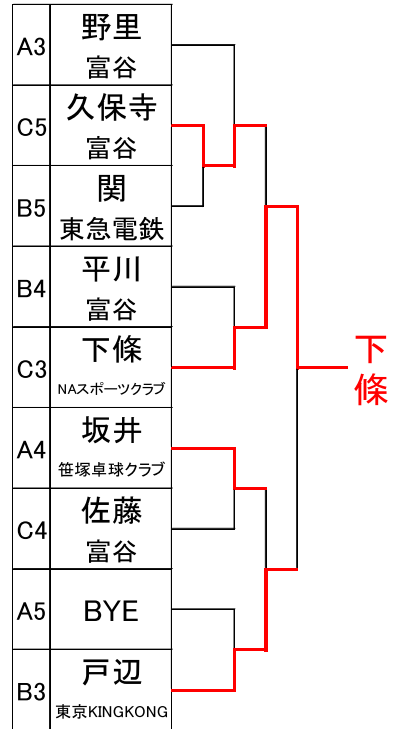 A3
野里
富谷
C5
久保寺
富谷
B5
関
東急電鉄
B4
平川
富谷
C3
下條
NAスポーツクラブ
A4
坂井
笹塚卓球クラブ
C4
佐藤
富谷
A5
BYE
B3
戸辺
東京KINGKONG
下條